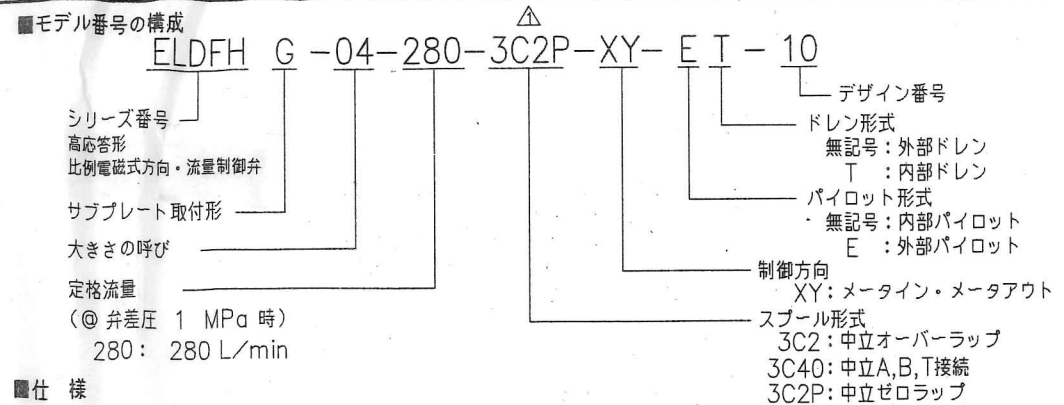 ■モデル番号の構成
1
ELDFH G -04-280-3C2P-XY- E T - 10
デザイン番号
ドレン形式
無記号：外部ドレン
T ：内部ドレン
パイロット形式
無記号：内部パイロット
E ：外部パイロット
制御方向
XY：メータイン・メータアウト
スプール形式
3C2：中立オーバーラップ
3C40：中立A,B,T接続
3C2P：中立ゼロラップ
シリーズ番号
高応答形
比例電磁式方向・流量制御弁
サブプレート取付形
大きさの呼び
定格流量
(@ 弁差圧 1 MPa 時)
280： 280 L/min
■仕 様